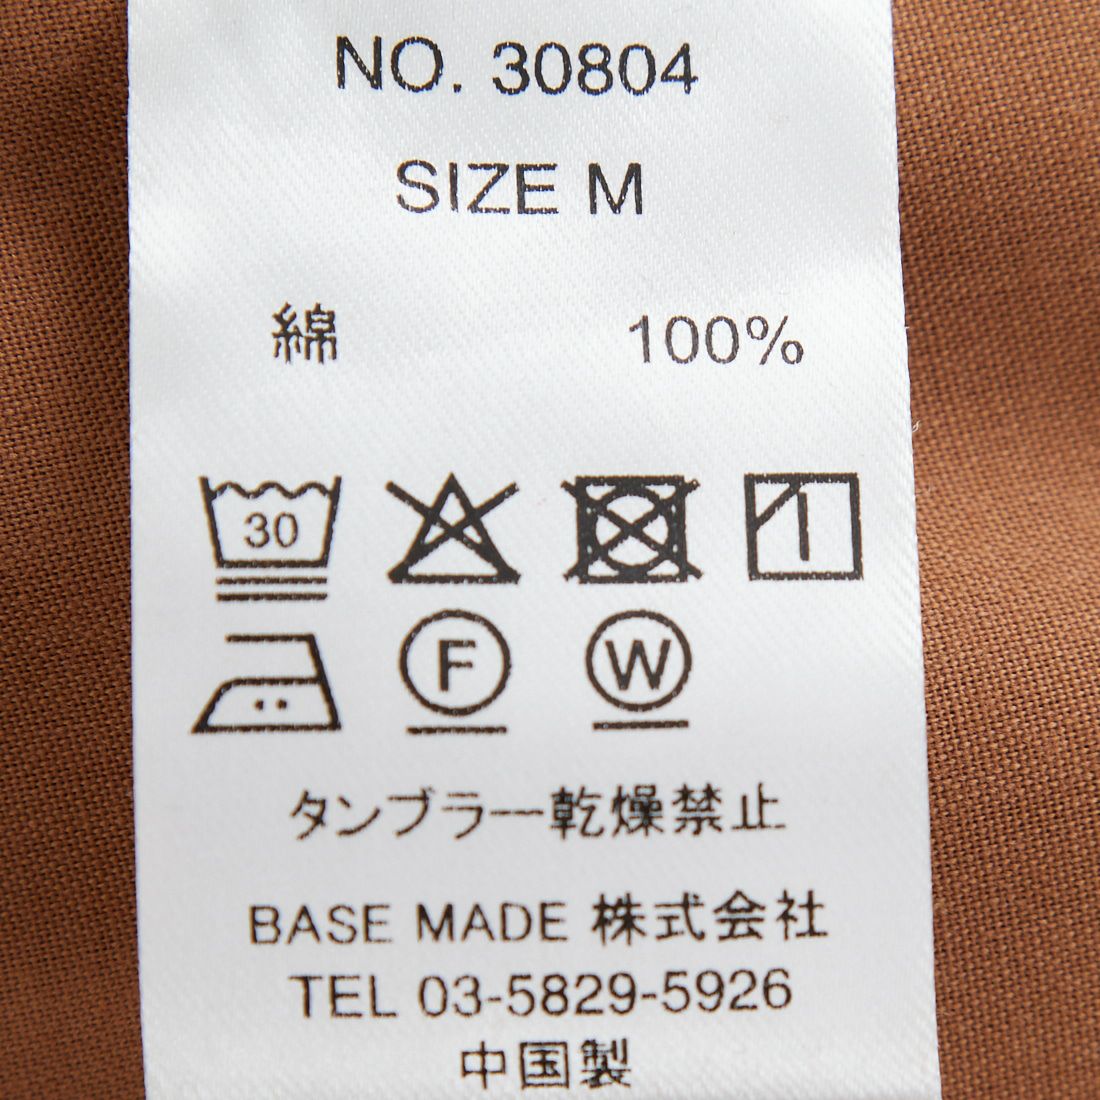 NO. 30804
SIZE M
綿 100%
30
F W
タンブラー乾燥禁止
BASE MADE 株式会社
TEL 03-5829-5926
中国製